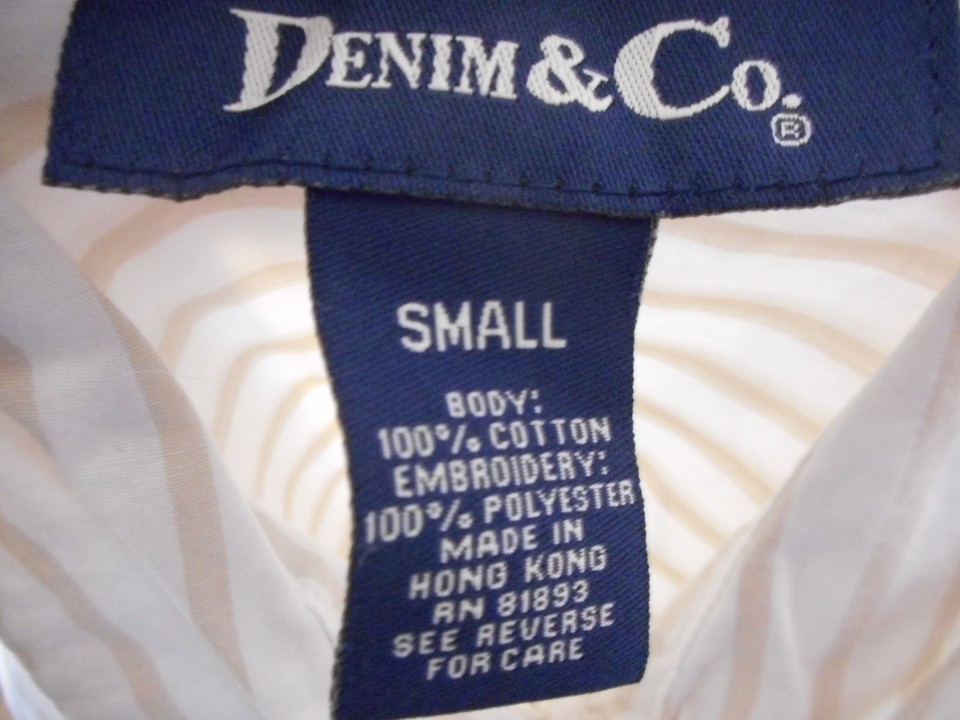 DENIM & CO. ®
SMALL
BODY:
100% COTTON
EMBROIDERY:
100% POLYESTER
MADE IN
HONG KONG
RN 81893
SEE REVERSE
FOR CARE